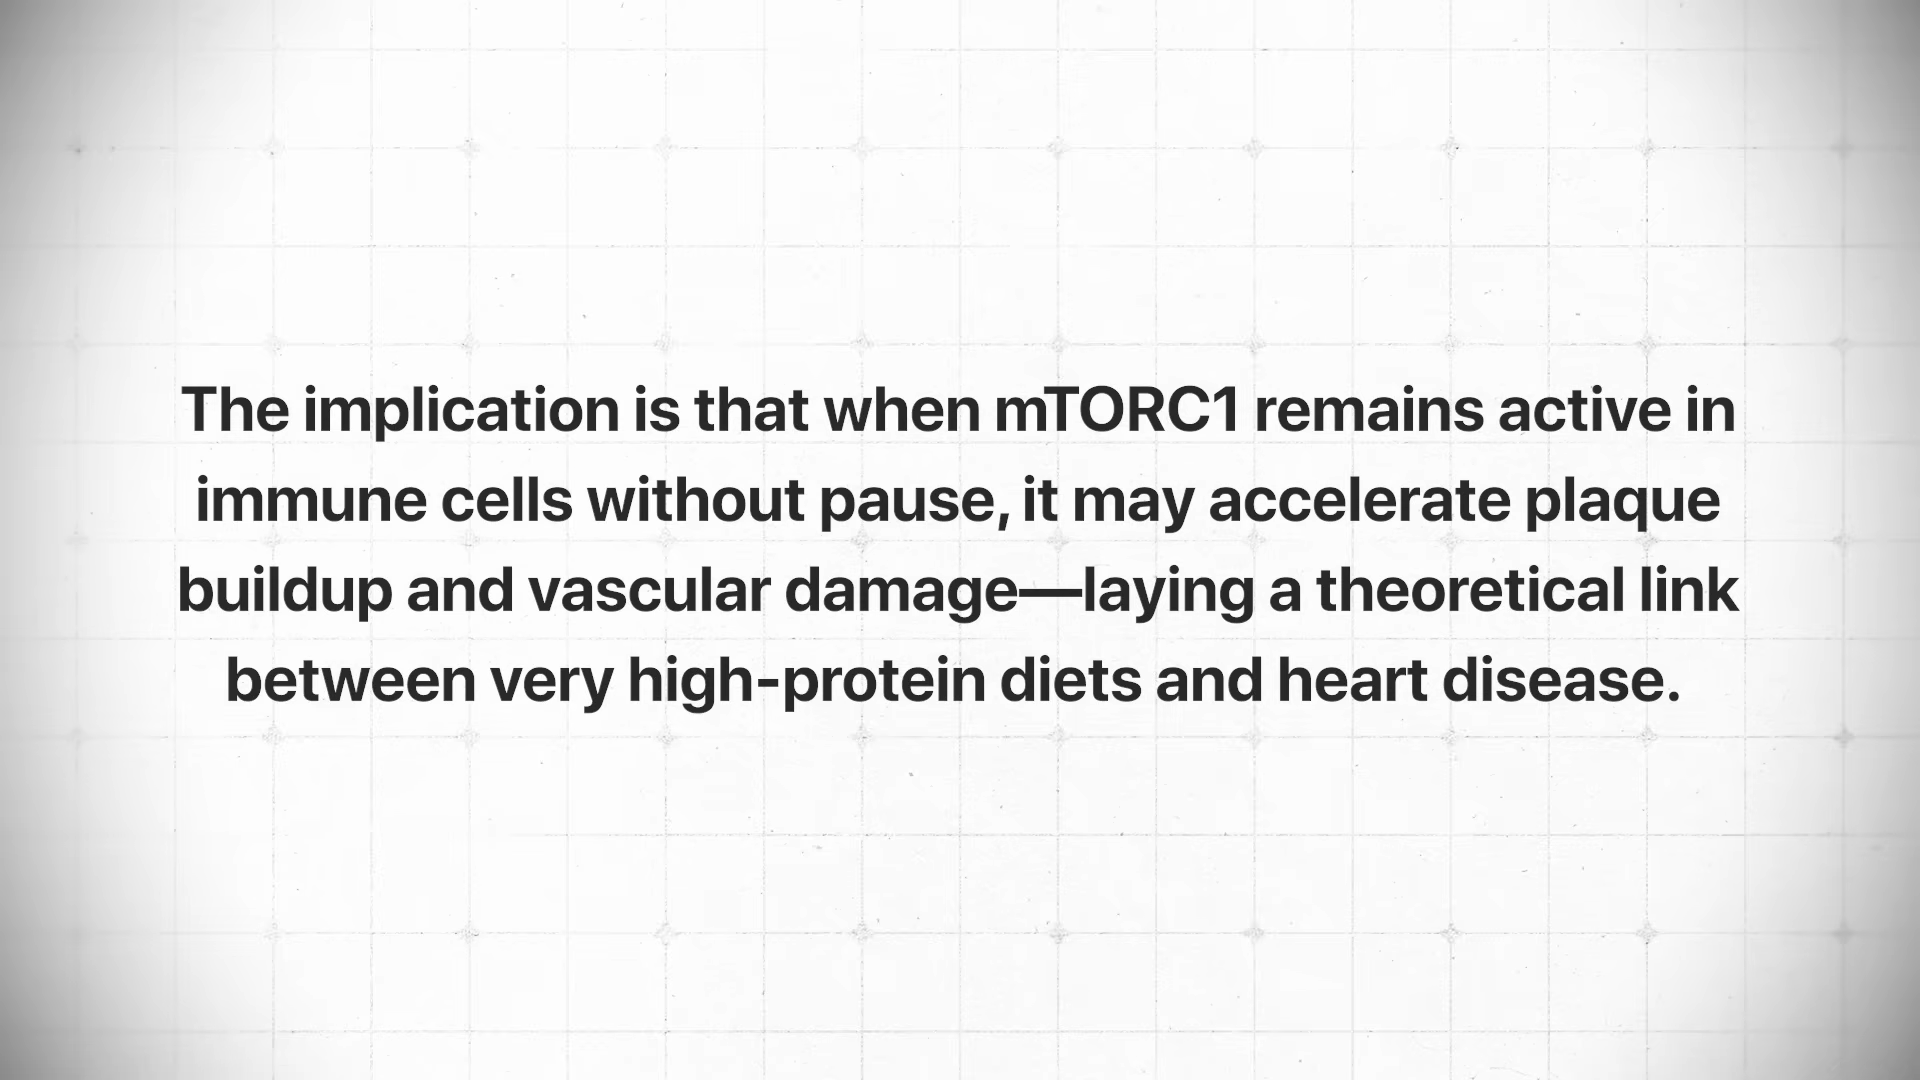 The implication is that when mTORC1 remains active in
immune cells without pause, it may accelerate plaque
buildup and vascular damage—laying a theoretical link
between very high-protein diets and heart disease.